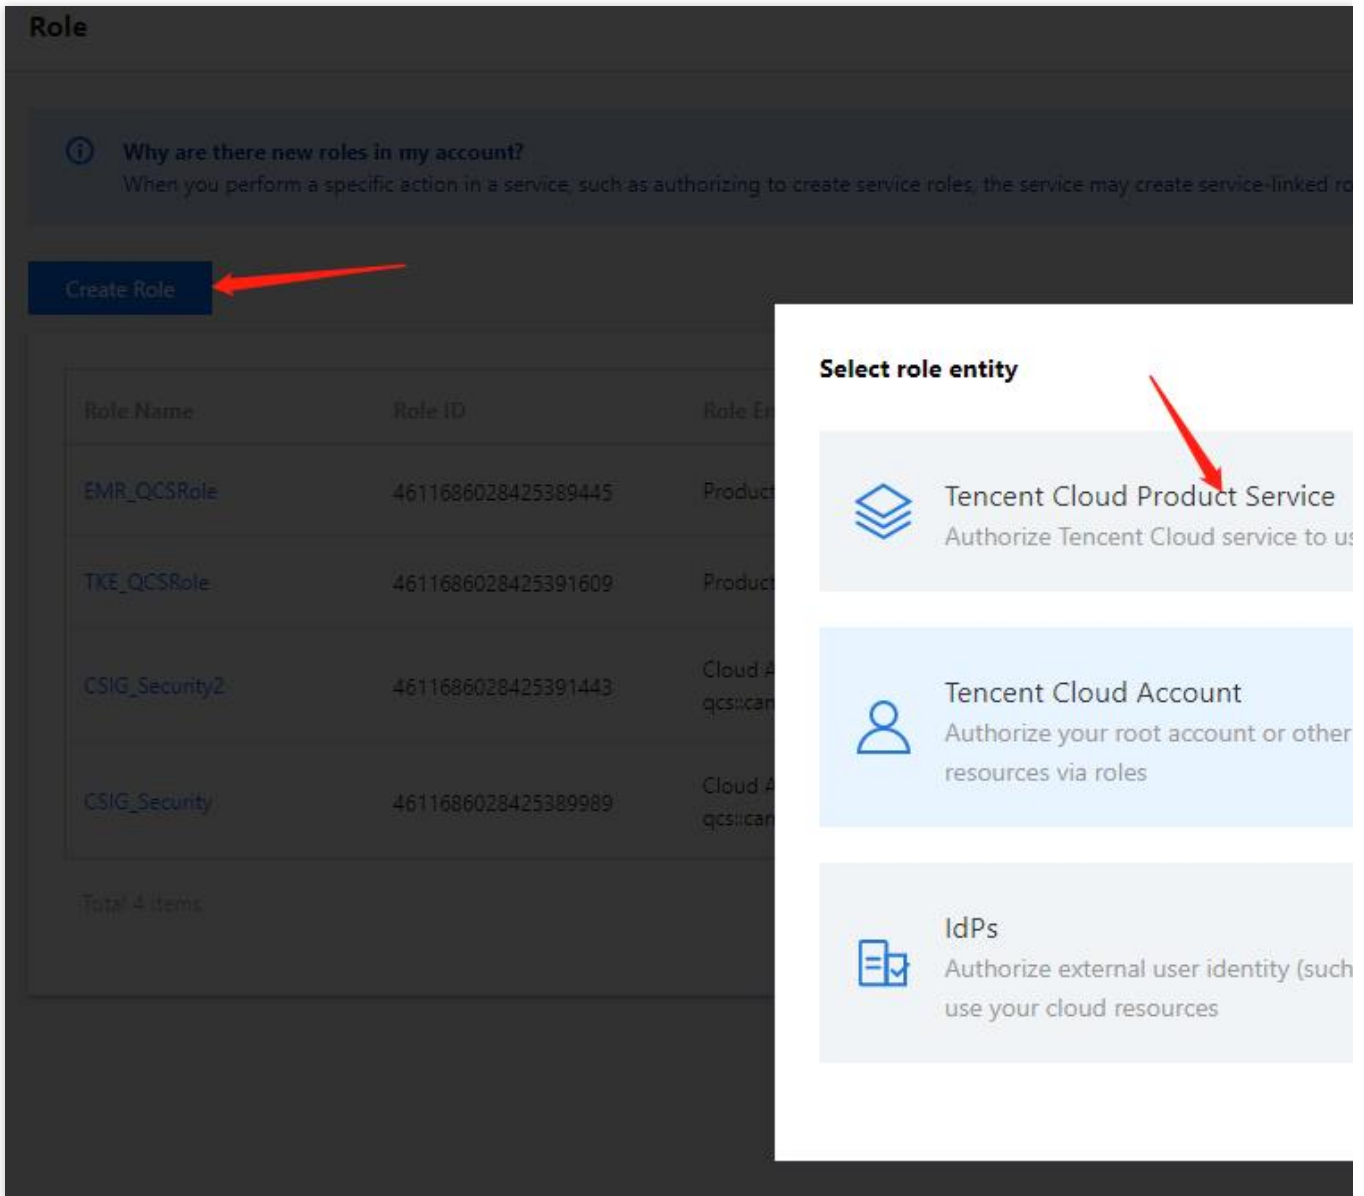 Role
Why are there new roles in my account?
When you perform a specific action in a service, such as authorizing to create service roles, the service may create service-linked ro
Create Role
Role Name Role ID Role En
EMR_QCSRole 4611686028425389445 Product
TKE_QCSRole 4611686028425391609 Product
CSIG_Security2 4611686028425391443 Cloud A
qcs::cam
CSIG_Security 4611686028425389989 Cloud A
qcs::cam
Total 4 items
Select role entity
Tencent Cloud Product Service
Authorize Tencent Cloud service to us
Tencent Cloud Account
Authorize your root account or other
resources via roles
IdPs
Authorize external user identity (such
use your cloud resources